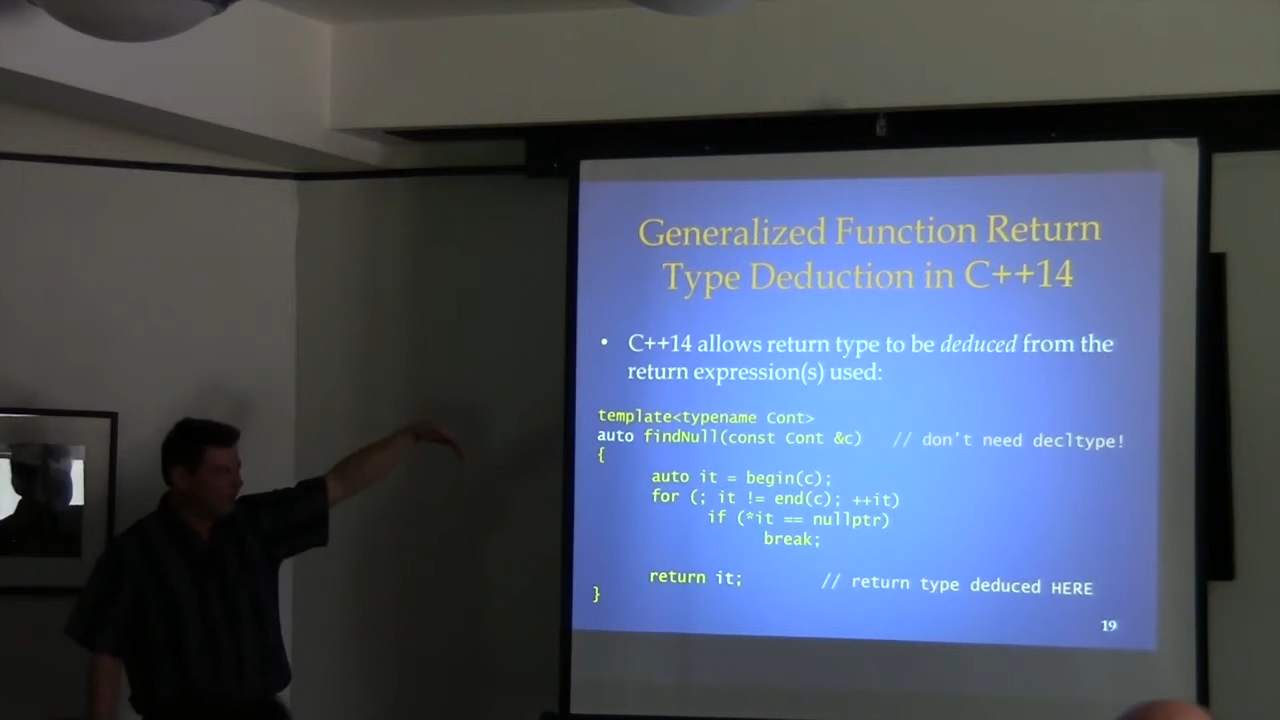 Generalized Function Return
Type Deduction in C++14
• C++14 allows return type to be deduced from the
return expression(s) used:
template<typename Cont>
auto findNull(const Cont &c) // don't need decltype!
{
auto it = begin(c);
for (; it != end(c); ++it)
if (*it == nullptr)
break;
return it; // return type deduced HERE
}
19